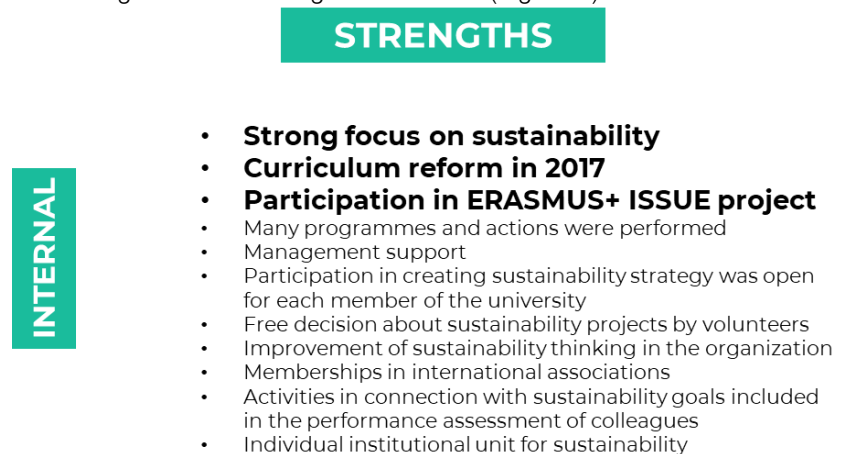 STRENGTHS
INTERNAL
• Strong focus on sustainability
• Curriculum reform in 2017
• Participation in ERASMUS+ ISSUE project
• Many programmes and actions were performed
• Management support
• Participation in creating sustainability strategy was open
for each member of the university
• Free decision about sustainability projects by volunteers
• Improvement of sustainability thinking in the organization
• Memberships in international associations
• Activities in connection with sustainability goals included
in the performance assessment of colleagues
• Individual institutional unit for sustainability